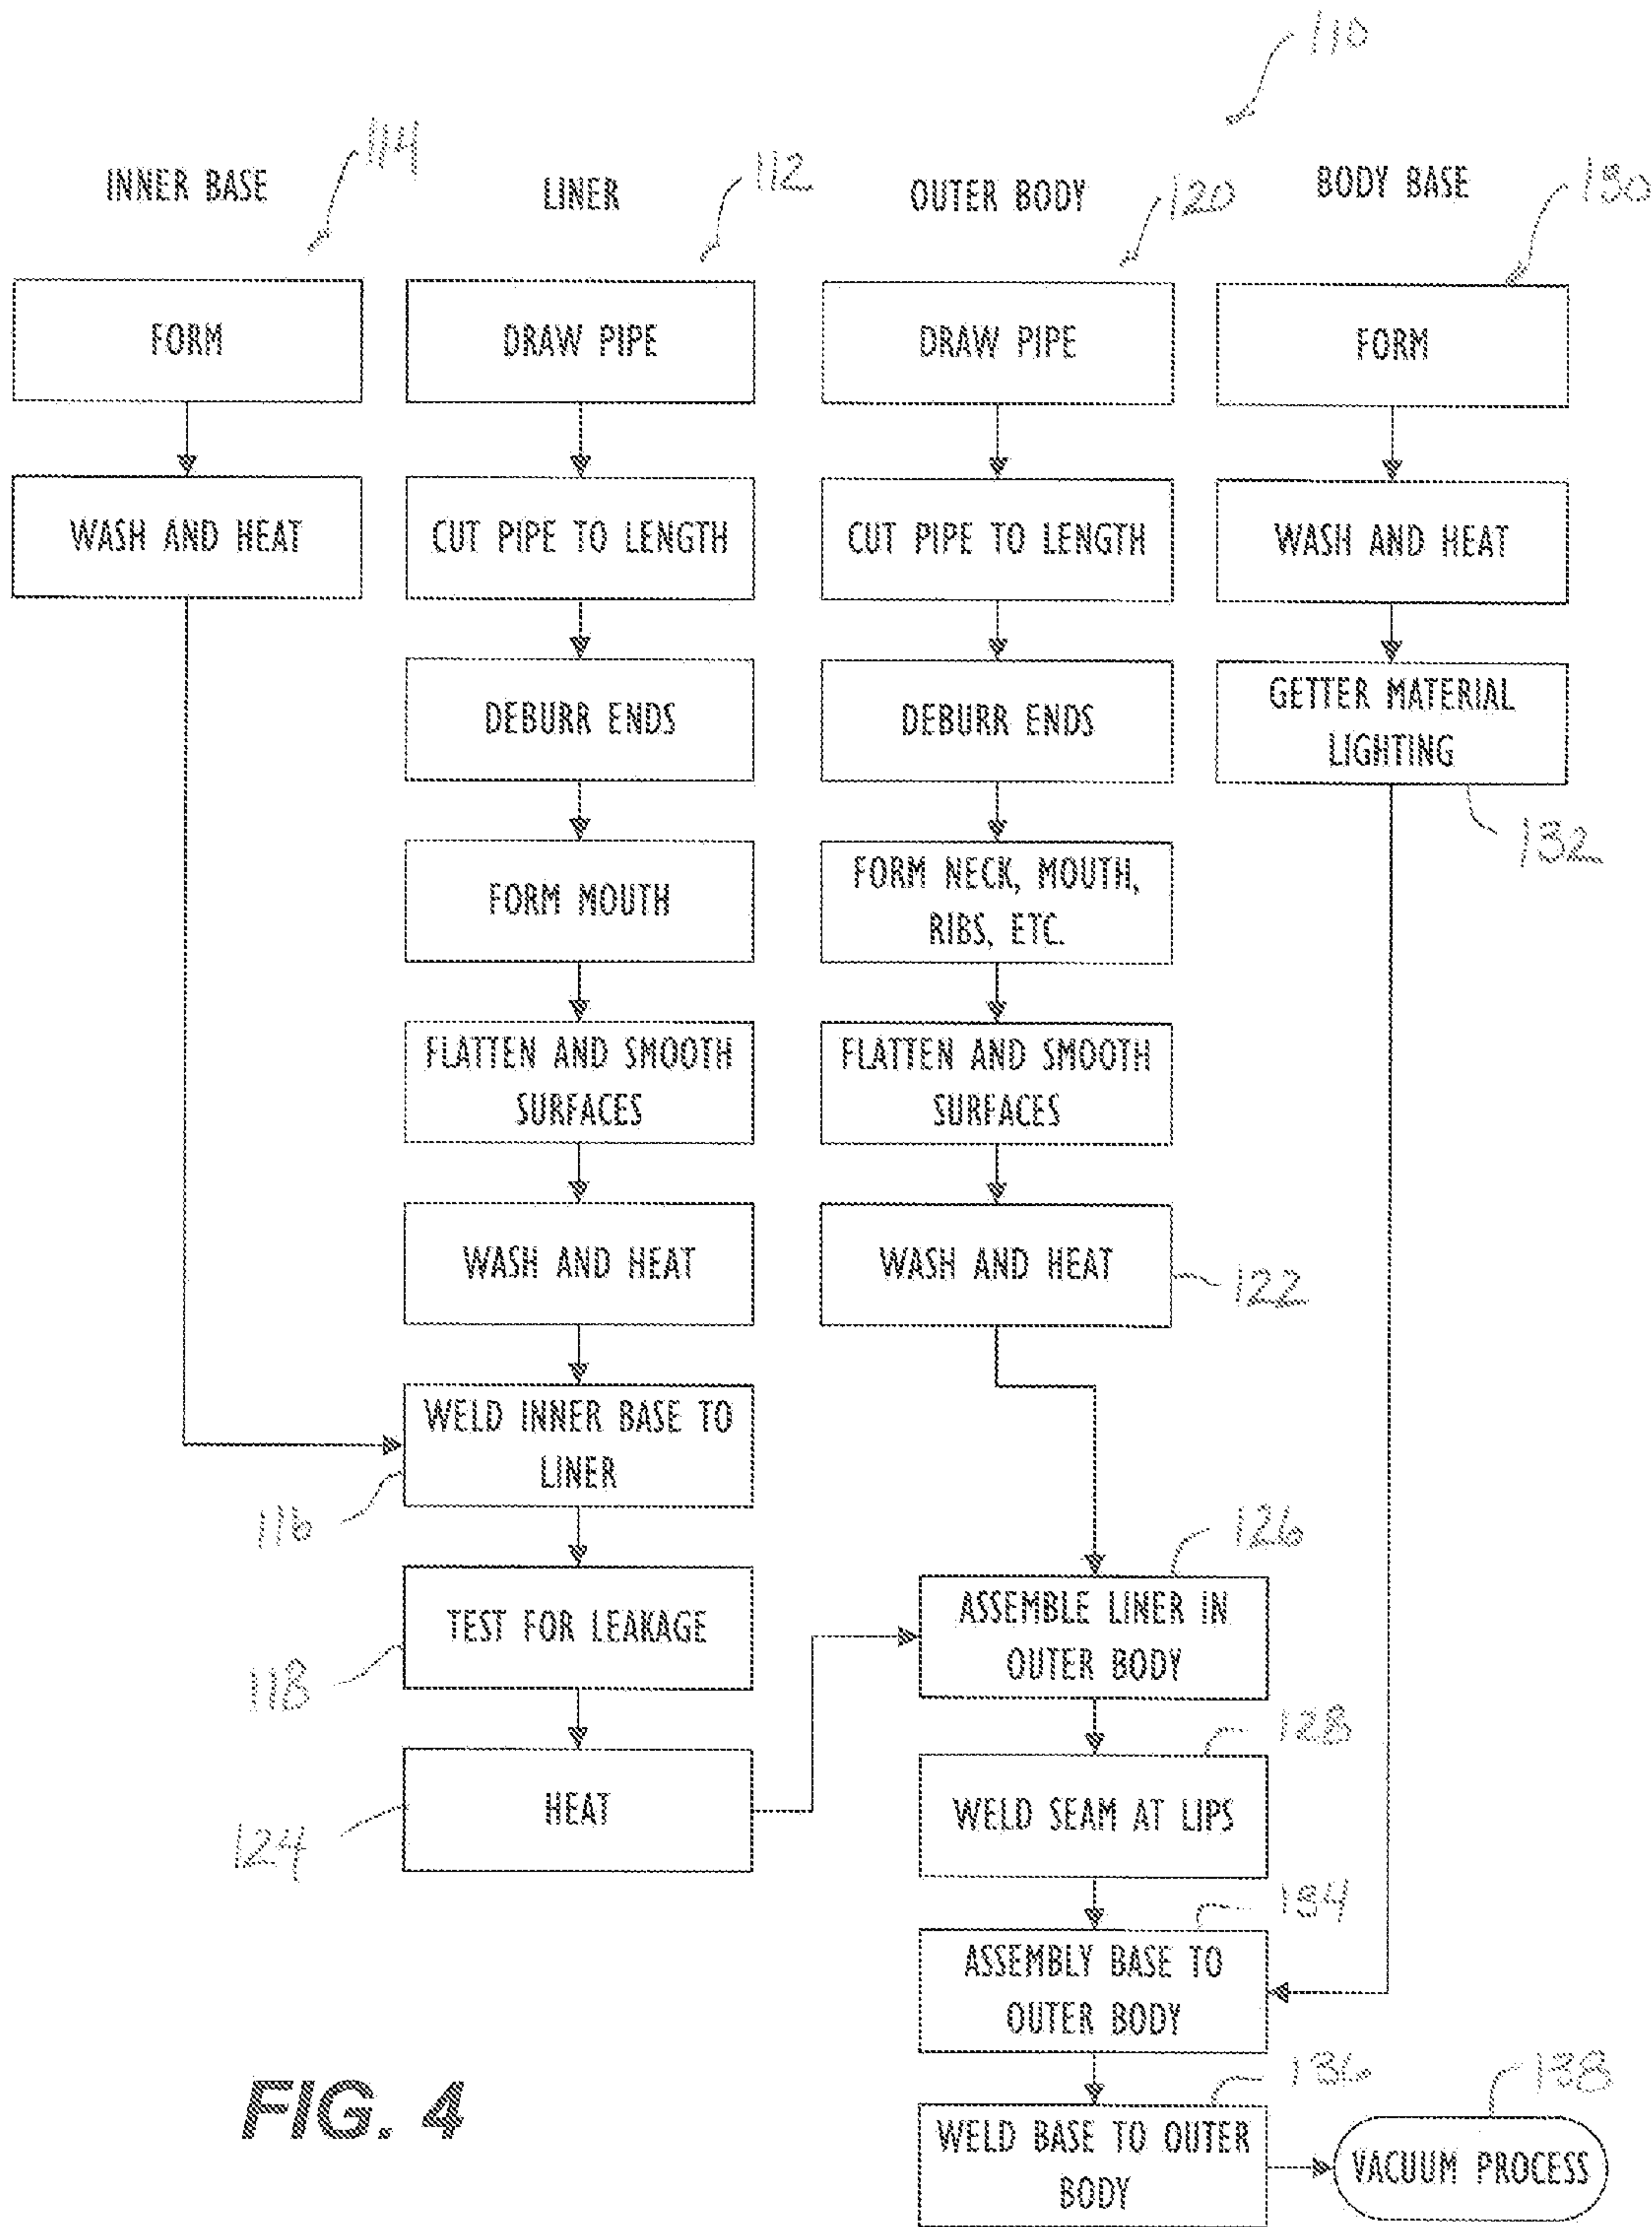 110
INNER BASE
114
LINER
112
OUTER BODY
120
BODY BASE
130
FORM
DRAW PIPE
DRAW PIPE
FORM
WASH AND HEAT
CUT PIPE TO LENGTH
CUT PIPE TO LENGTH
WASH AND HEAT
DEBURR ENDS
DEBURR ENDS
GETTER MATERIAL
LIGHTING
132
FORM MOUTH
FORM NECK, MOUTH,
RIBS, ETC.
FLATTEN AND SMOOTH
SURFACES
FLATTEN AND SMOOTH
SURFACES
WASH AND HEAT
WASH AND HEAT
122
WELD INNER BASE TO
LINER
116
126
TEST FOR LEAKAGE
118
ASSEMBLE LINER IN
OUTER BODY
128
HEAT
124
WELD SEAM AT LIPS
134
ASSEMBLY BASE TO
OUTER BODY
136
138
WELD BASE TO OUTER
BODY
VACUUM PROCESS
FIG. 4